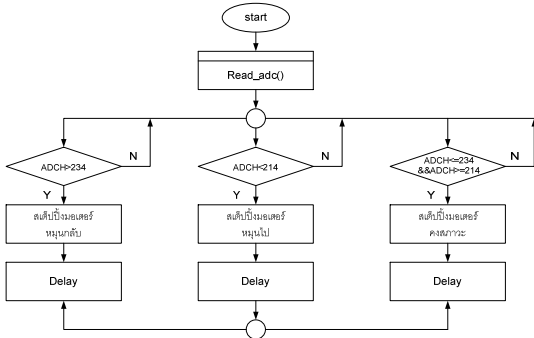 start
Read_adc()
ADCH>234
N
ADCH<214
N
ADCH<=234
&&ADCH>=214
N
Y
Y
Y
สเต็ปปิ้งมอเตอร์
หมุนกลับ
สเต็ปปิ้งมอเตอร์
หมุนไป
สเต็ปปิ้งมอเตอร์
คงสภาวะ
Delay
Delay
Delay